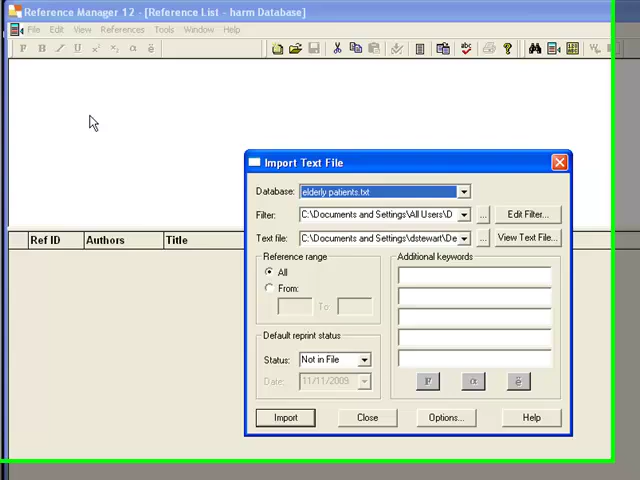 Reference Manager 12 - [Reference List - harm Database]
File Edit View References Tools Window Help
F B I U x² x₁ α ë
Ref ID Authors Title
Import Text File
Database: elderly patients.txt
Filter: C:\Documents and Settings\All Users\D ... Edit Filter...
Text file: C:\Documents and Settings\dstewart\De ... View Text File...
Reference range
All
From: To:
Additional keywords
Default reprint status
Status: Not in File
Date: 11/11/2009
F α ë
Import Close Options... Help